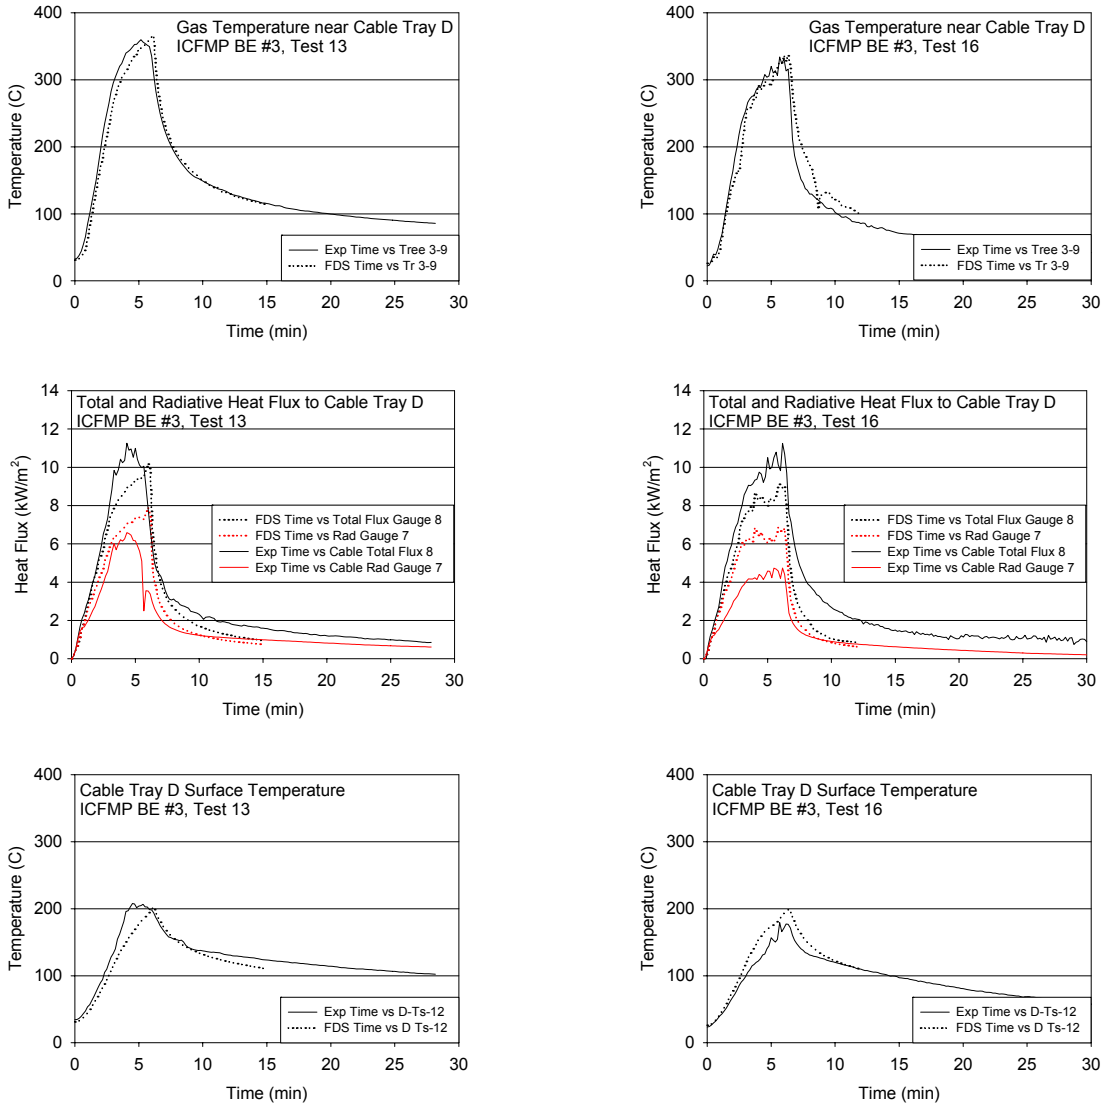 Gas Temperature near Cable Tray D
ICFMP BE #3, Test 13
Temperature (C)
400
300
200
100
0
Exp Time vs Tree 3-9
FDS Time vs Tr 3-9
0 5 10 15 20 25 30
Time (min)
Gas Temperature near Cable Tray D
ICFMP BE #3, Test 16
Temperature (C)
400
300
200
100
0
Exp Time vs Tree 3-9
FDS Time vs Tr 3-9
0 5 10 15 20 25 30
Time (min)
Total and Radiative Heat Flux to Cable Tray D
ICFMP BE #3, Test 13
Heat Flux (kW/m²)
14
12
10
8
6
4
2
0
FDS Time vs Total Flux Gauge 8
FDS Time vs Rad Gauge 7
Exp Time vs Cable Total Flux 8
Exp Time vs Cable Rad Gauge 7
0 5 10 15 20 25 30
Time (min)
Total and Radiative Heat Flux to Cable Tray D
ICFMP BE #3, Test 16
Heat Flux (kW/m²)
14
12
10
8
6
4
2
0
FDS Time vs Total Flux Gauge 8
FDS Time vs Rad Gauge 7
Exp Time vs Cable Total Flux 8
Exp Time vs Cable Rad Gauge 7
0 5 10 15 20 25 30
Time (min)
Cable Tray D Surface Temperature
ICFMP BE #3, Test 13
Temperature (C)
400
300
200
100
0
Exp Time vs D-Ts-12
FDS Time vs D Ts-12
0 5 10 15 20 25 30
Time (min)
Cable Tray D Surface Temperature
ICFMP BE #3, Test 16
Temperature (C)
400
300
200
100
0
Exp Time vs D-Ts-12
FDS Time vs D Ts-12
0 5 10 15 20 25 30
Time (min)